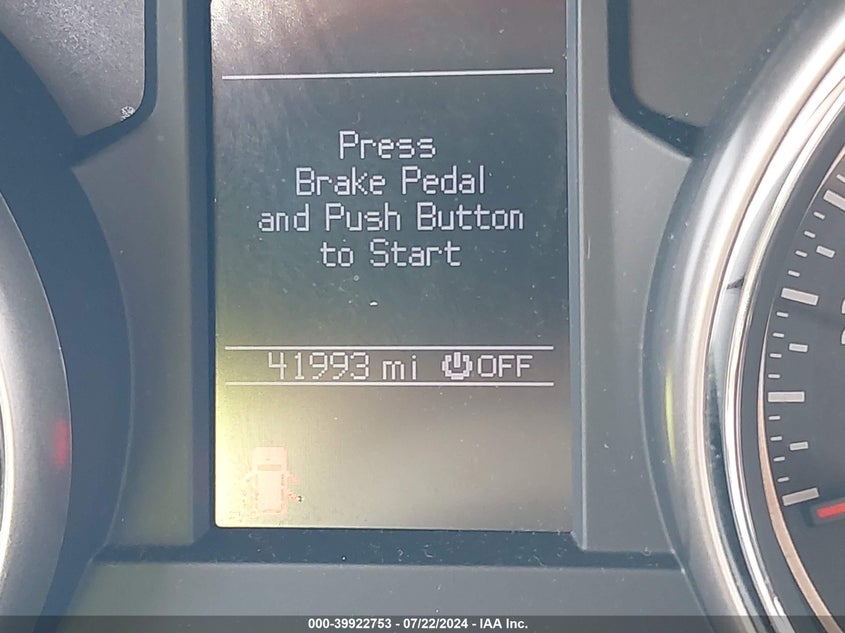 Press
Brake Pedal
and Push Button
to Start
41993 mi OFF
000-39922753 - 07/22/2024 - IAA Inc.